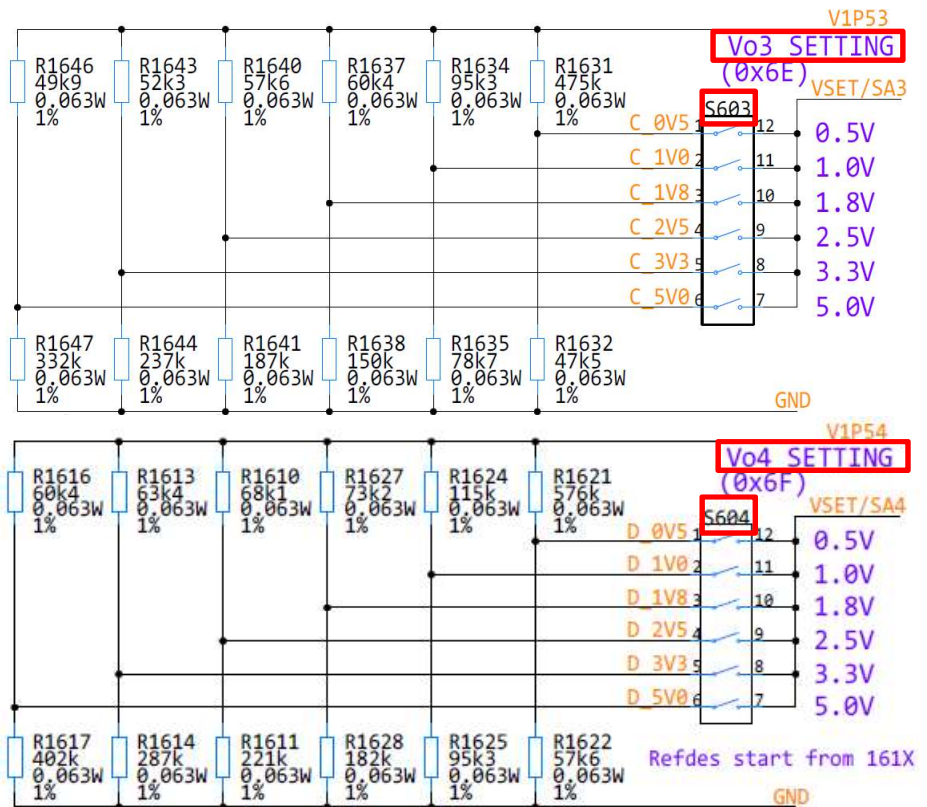 V1P53
Vo3 SETTING
(0x6E)
VSET/SA3
R1646
49k9
0.063W
1%
R1643
52k3
0.063W
1%
R1640
57k6
0.063W
1%
R1637
60k4
0.063W
1%
R1634
95k3
0.063W
1%
R1631
475k
0.063W
1%
S603
C_0V5 1 12 0.5V
C_1V0 2 11 1.0V
C_1V8 3 10 1.8V
C_2V5 4 9 2.5V
C_3V3 5 8 3.3V
C_5V0 6 7 5.0V
R1647
332k
0.063W
1%
R1644
237k
0.063W
1%
R1641
187k
0.063W
1%
R1638
150k
0.063W
1%
R1635
78k7
0.063W
1%
R1632
47k5
0.063W
1%
GND
V1P54
Vo4 SETTING
(0x6F)
VSET/SA4
R1616
60k4
0.063W
1%
R1613
63k4
0.063W
1%
R1610
68k1
0.063W
1%
R1627
73k2
0.063W
1%
R1624
115k
0.063W
1%
R1621
576k
0.063W
1%
S604
D_0V5 1 12 0.5V
D_1V0 2 11 1.0V
D_1V8 3 10 1.8V
D_2V5 4 9 2.5V
D_3V3 5 8 3.3V
D_5V0 6 7 5.0V
R1617
402k
0.063W
1%
R1614
287k
0.063W
1%
R1611
221k
0.063W
1%
R1628
182k
0.063W
1%
R1625
95k3
0.063W
1%
R1622
57k6
0.063W
1%
Refdes start from 161X
GND